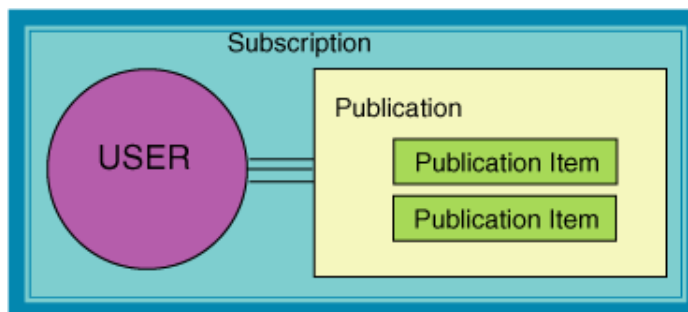 Subscription
Publication
USER
Publication Item
Publication Item